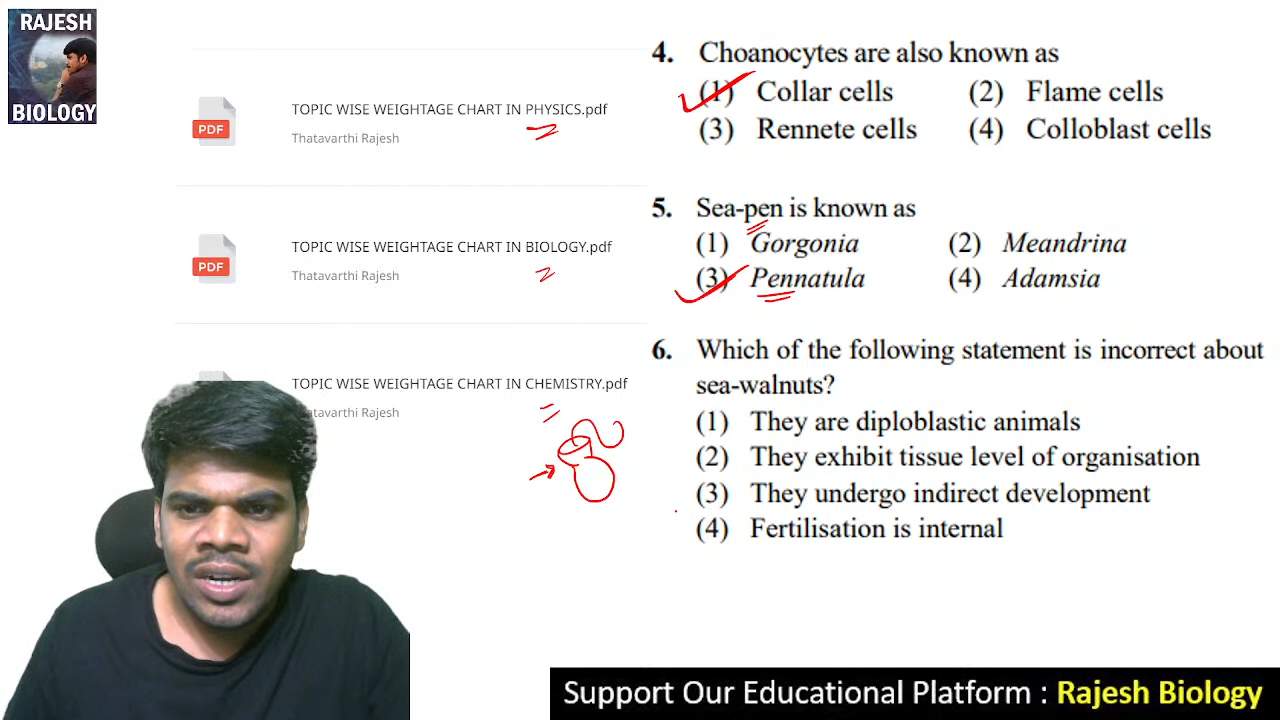 RAJESH
BIOLOGY
PDF
TOPIC WISE WEIGHTAGE CHART IN PHYSICS.pdf
Thatavarthi Rajesh
PDF
TOPIC WISE WEIGHTAGE CHART IN BIOLOGY.pdf
Thatavarthi Rajesh
TOPIC WISE WEIGHTAGE CHART IN CHEMISTRY.pdf
atavarthi Rajesh
4. Choanocytes are also known as
(1) Collar cells (2) Flame cells
(3) Rennete cells (4) Colloblast cells
5. Sea-pen is known as
(1) Gorgonia (2) Meandrina
(3) Pennatula (4) Adamsia
6. Which of the following statement is incorrect about
sea-walnuts?
(1) They are diploblastic animals
(2) They exhibit tissue level of organisation
(3) They undergo indirect development
(4) Fertilisation is internal
Support Our Educational Platform : Rajesh Biology